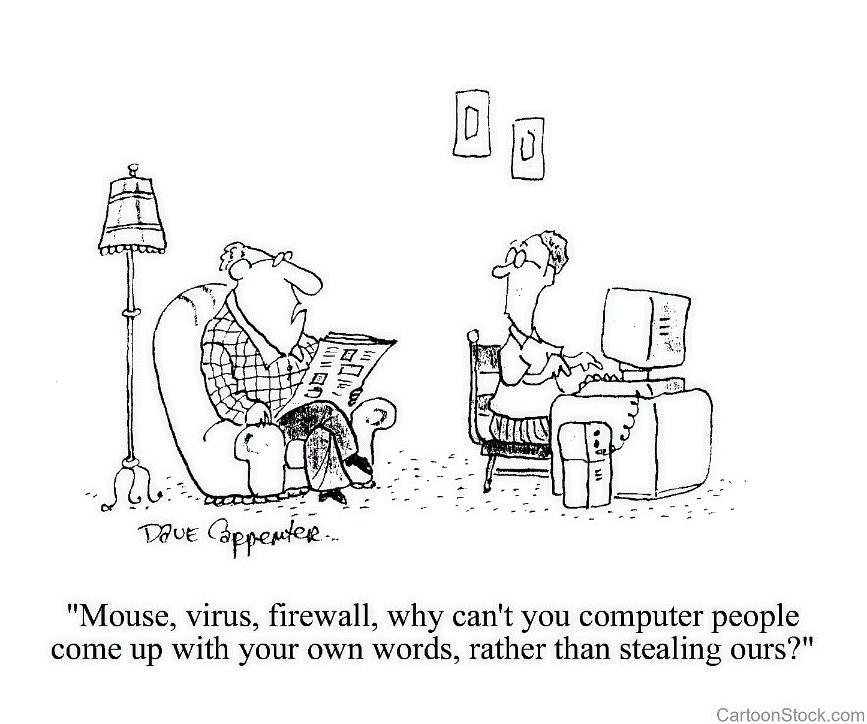 Dave Carpenter...
"Mouse, virus, firewall, why can't you computer people
come up with your own words, rather than stealing ours?"
CartoonStock.com